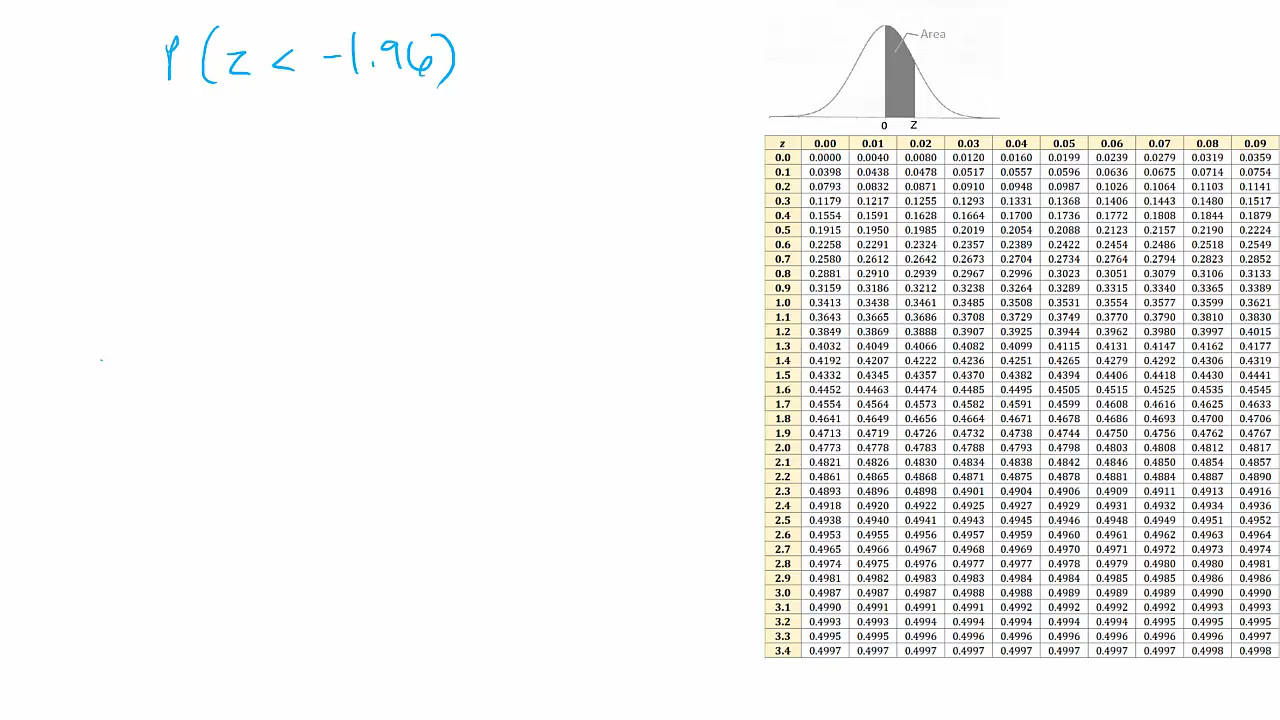 P(z < -1.96)
Area
0 Z
z 0.00 0.01 0.02 0.03 0.04 0.05 0.06 0.07 0.08 0.09
0.0 0.0000 0.0040 0.0080 0.0120 0.0160 0.0199 0.0239 0.0279 0.0319 0.0359
0.1 0.0398 0.0438 0.0478 0.0517 0.0557 0.0596 0.0636 0.0675 0.0714 0.0754
0.2 0.0793 0.0832 0.0871 0.0910 0.0948 0.0987 0.1026 0.1064 0.1103 0.1141
0.3 0.1179 0.1217 0.1255 0.1293 0.1331 0.1368 0.1406 0.1443 0.1480 0.1517
0.4 0.1554 0.1591 0.1628 0.1664 0.1700 0.1736 0.1772 0.1808 0.1844 0.1879
0.5 0.1915 0.1950 0.1985 0.2019 0.2054 0.2088 0.2123 0.2157 0.2190 0.2224
0.6 0.2258 0.2291 0.2324 0.2357 0.2389 0.2422 0.2454 0.2486 0.2518 0.2549
0.7 0.2580 0.2612 0.2642 0.2673 0.2704 0.2734 0.2764 0.2794 0.2823 0.2852
0.8 0.2881 0.2910 0.2939 0.2967 0.2996 0.3023 0.3051 0.3079 0.3106 0.3133
0.9 0.3159 0.3186 0.3212 0.3238 0.3264 0.3289 0.3315 0.3340 0.3365 0.3389
1.0 0.3413 0.3438 0.3461 0.3485 0.3508 0.3531 0.3554 0.3577 0.3599 0.3621
1.1 0.3643 0.3665 0.3686 0.3708 0.3729 0.3749 0.3770 0.3790 0.3810 0.3830
1.2 0.3849 0.3869 0.3888 0.3907 0.3925 0.3944 0.3962 0.3980 0.3997 0.4015
1.3 0.4032 0.4049 0.4066 0.4082 0.4099 0.4115 0.4131 0.4147 0.4162 0.4177
1.4 0.4192 0.4207 0.4222 0.4236 0.4251 0.4265 0.4279 0.4292 0.4306 0.4319
1.5 0.4332 0.4345 0.4357 0.4370 0.4382 0.4394 0.4406 0.4418 0.4430 0.4441
1.6 0.4452 0.4463 0.4474 0.4485 0.4495 0.4505 0.4515 0.4525 0.4535 0.4545
1.7 0.4554 0.4564 0.4573 0.4582 0.4591 0.4599 0.4608 0.4616 0.4625 0.4633
1.8 0.4641 0.4649 0.4656 0.4664 0.4671 0.4678 0.4686 0.4693 0.4700 0.4706
1.9 0.4713 0.4719 0.4726 0.4732 0.4738 0.4744 0.4750 0.4756 0.4762 0.4767
2.0 0.4773 0.4778 0.4783 0.4788 0.4793 0.4798 0.4803 0.4808 0.4812 0.4817
2.1 0.4821 0.4826 0.4830 0.4834 0.4838 0.4842 0.4846 0.4850 0.4854 0.4857
2.2 0.4861 0.4865 0.4868 0.4871 0.4875 0.4878 0.4881 0.4884 0.4887 0.4890
2.3 0.4893 0.4896 0.4898 0.4901 0.4904 0.4906 0.4909 0.4911 0.4913 0.4916
2.4 0.4918 0.4920 0.4922 0.4925 0.4927 0.4929 0.4931 0.4932 0.4934 0.4936
2.5 0.4938 0.4940 0.4941 0.4943 0.4945 0.4946 0.4948 0.4949 0.4951 0.4952
2.6 0.4953 0.4955 0.4956 0.4957 0.4959 0.4960 0.4961 0.4962 0.4963 0.4964
2.7 0.4965 0.4966 0.4967 0.4968 0.4969 0.4970 0.4971 0.4972 0.4973 0.4974
2.8 0.4974 0.4975 0.4976 0.4977 0.4977 0.4978 0.4979 0.4980 0.4980 0.4981
2.9 0.4981 0.4982 0.4983 0.4983 0.4984 0.4984 0.4985 0.4985 0.4986 0.4986
3.0 0.4987 0.4987 0.4987 0.4988 0.4988 0.4989 0.4989 0.4989 0.4990 0.4990
3.1 0.4990 0.4991 0.4991 0.4991 0.4992 0.4992 0.4992 0.4992 0.4993 0.4993
3.2 0.4993 0.4993 0.4994 0.4994 0.4994 0.4994 0.4994 0.4995 0.4995 0.4995
3.3 0.4995 0.4995 0.4996 0.4996 0.4996 0.4996 0.4996 0.4996 0.4996 0.4997
3.4 0.4997 0.4997 0.4997 0.4997 0.4997 0.4997 0.4997 0.4997 0.4998 0.4998